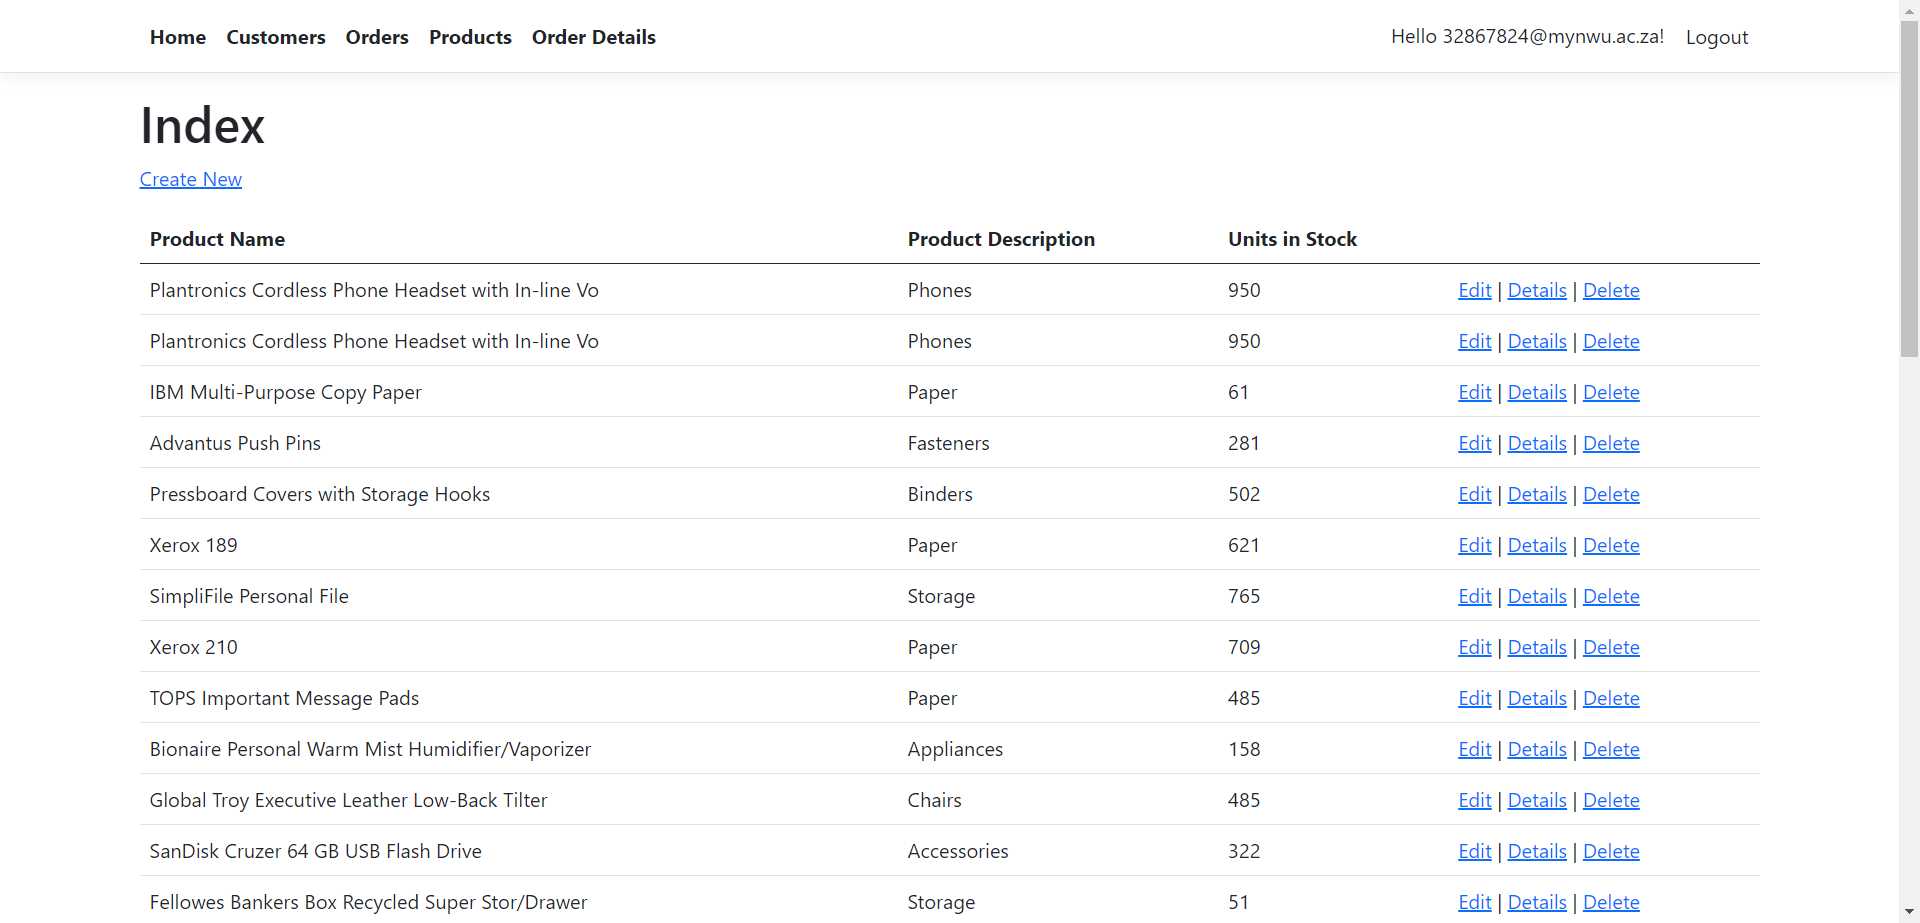 Home Customers Orders Products Order Details Hello 32867824@mynwu.ac.za! Logout
Index
Create New
Product Name Product Description Units in Stock
Plantronics Cordless Phone Headset with In-line Vo Phones 950 Edit | Details | Delete
Plantronics Cordless Phone Headset with In-line Vo Phones 950 Edit | Details | Delete
IBM Multi-Purpose Copy Paper Paper 61 Edit | Details | Delete
Advantus Push Pins Fasteners 281 Edit | Details | Delete
Pressboard Covers with Storage Hooks Binders 502 Edit | Details | Delete
Xerox 189 Paper 621 Edit | Details | Delete
SimpliFile Personal File Storage 765 Edit | Details | Delete
Xerox 210 Paper 709 Edit | Details | Delete
TOPS Important Message Pads Paper 485 Edit | Details | Delete
Bionaire Personal Warm Mist Humidifier/Vaporizer Appliances 158 Edit | Details | Delete
Global Troy Executive Leather Low-Back Tilter Chairs 485 Edit | Details | Delete
SanDisk Cruzer 64 GB USB Flash Drive Accessories 322 Edit | Details | Delete
Fellowes Bankers Box Recycled Super Stor/Drawer Storage 51 Edit | Details | Delete